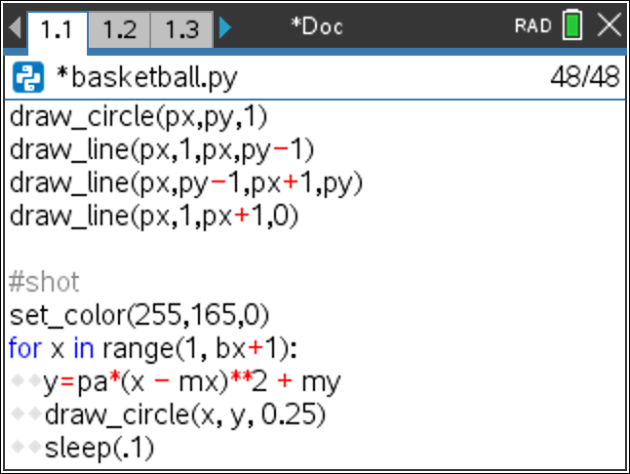 1.1 1.2 1.3 *Doc RAD
*basketball.py 48/48
draw_circle(px,py,1)
draw_line(px,1,px,py-1)
draw_line(px,py-1,px+1,py)
draw_line(px,1,px+1,0)
#shot
set_color(255,165,0)
for x in range(1, bx+1):
y=pa*(x - mx)**2 + my
draw_circle(x, y, 0.25)
sleep(.1)